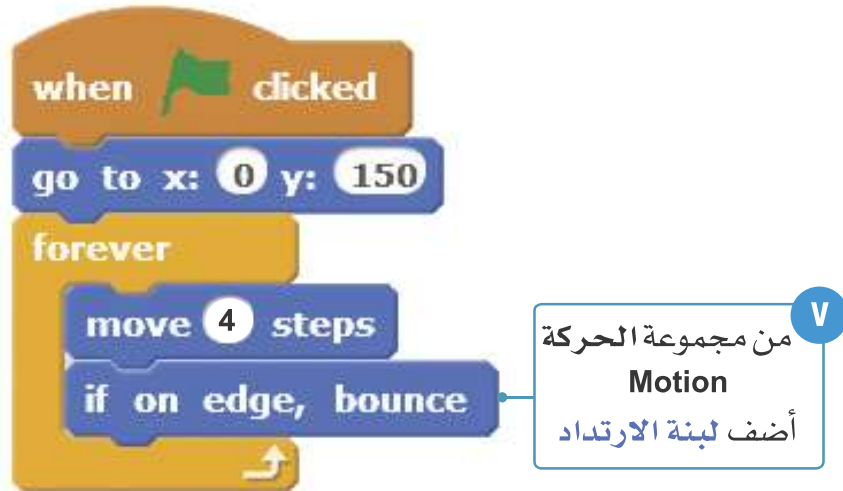 when clicked
go to x: 0 y: 150
forever
move 4 steps
if on edge, bounce
٧
من مجموعة الحركة
Motion
أضف لبنة الارتداد